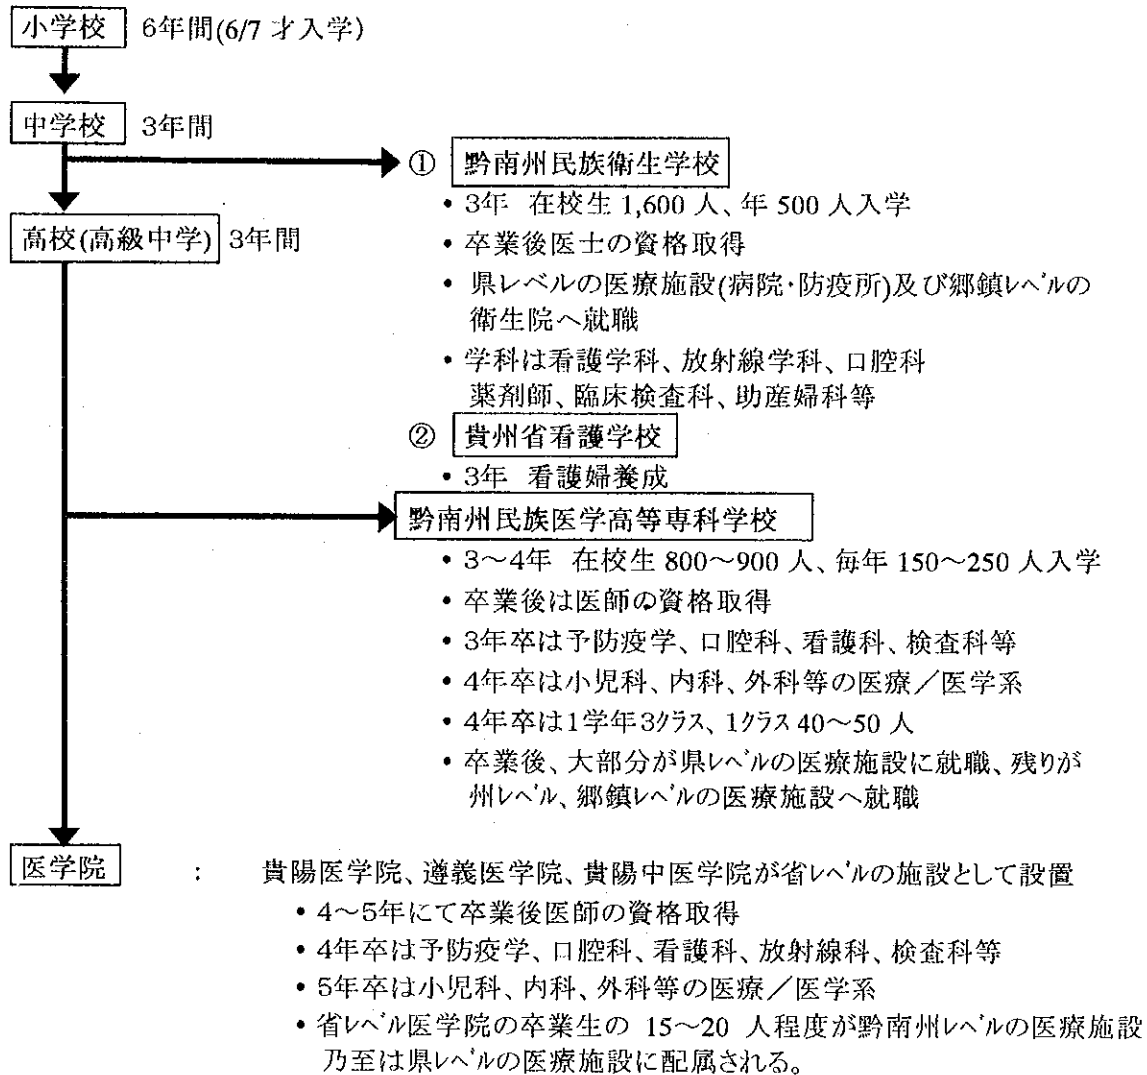 小学校 6年間(6/7 才入学)
中学校 3年間
① 黔南州民族衛生学校
• 3年 在校生 1,600 人、年 500 人入学
高校(高級中学) 3年間
• 卒業後医士の資格取得
• 県レベルの医療施設(病院･防疫所)及び郷鎮ﾚﾍﾞﾙの
衛生院へ就職
• 学科は看護学科、放射線学科、口腔科
薬剤師、臨床検査科、助産婦科等
② 貴州省看護学校
• 3年 看護婦養成
黔南州民族医学高等専科学校
• 3～4年 在校生 800～900 人、毎年 150～250 人入学
• 卒業後は医師の資格取得
• 3年卒は予防疫学、口腔科、看護科、検査科等
• 4年卒は小児科、内科、外科等の医療／医学系
• 4年卒は1学年3ｸﾗｽ、1ｸﾗｽ 40～50 人
• 卒業後、大部分が県ﾚﾍﾞﾙの医療施設に就職、残りが
州ﾚﾍﾞﾙ、郷鎮ﾚﾍﾞﾙの医療施設へ就職
医学院 : 貴陽医学院、遵義医学院、貴陽中医学院が省ﾚﾍﾞﾙの施設として設置
• 4～5年にて卒業後医師の資格取得
• 4年卒は予防疫学、口腔科、看護科、放射線科、検査科等
• 5年卒は小児科、内科、外科等の医療／医学系
• 省ﾚﾍﾞﾙ医学院の卒業生の 15～20 人程度が黔南州ﾚﾍﾞﾙの医療施設
乃至は県ﾚﾍﾞﾙの医療施設に配属される。